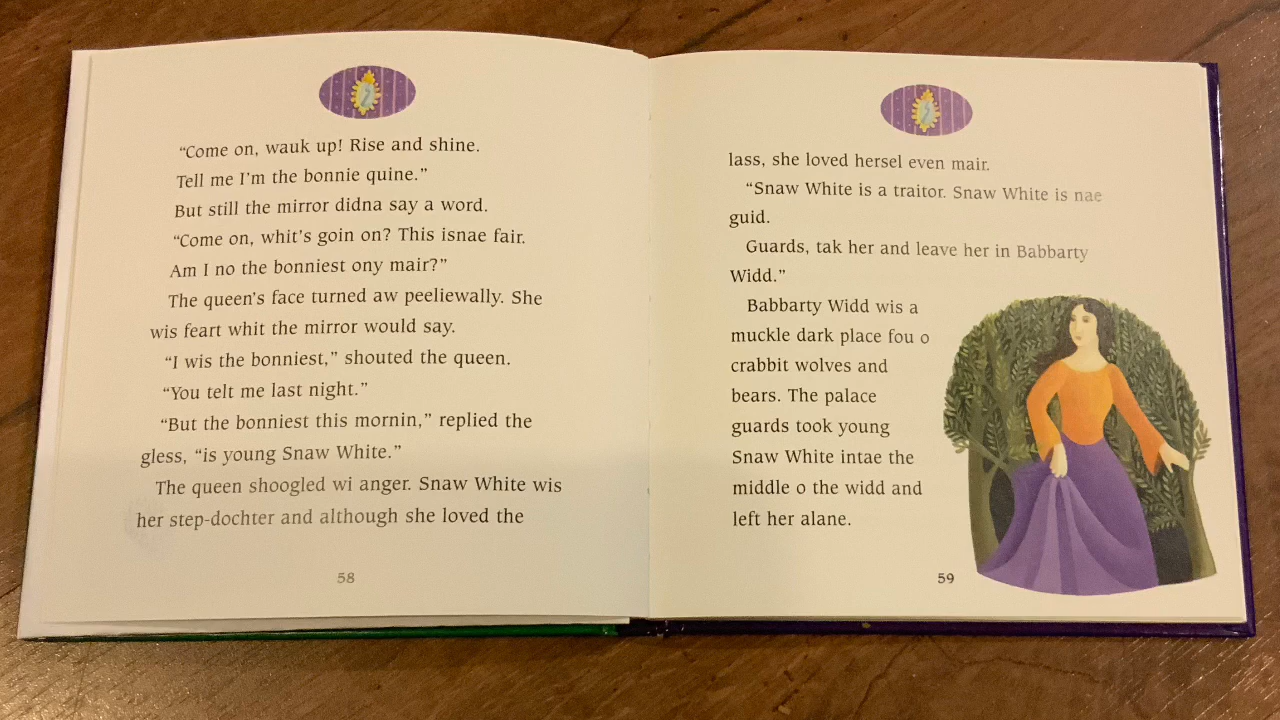 “Come on, wauk up! Rise and shine.
Tell me I’m the bonnie quine.”
But still the mirror didna say a word.
“Come on, whit’s goin on? This isnae fair.
Am I no the bonniest ony mair?”
The queen’s face turned aw peeliewally. She
wis feart whit the mirror would say.
“I wis the bonniest,” shouted the queen.
“You telt me last night.”
“But the bonniest this mornin,” replied the
gless, “is young Snaw White.”
The queen shoogled wi anger. Snaw White wis
her step-dochter and although she loved the
58
lass, she loved hersel even mair.
“Snaw White is a traitor. Snaw White is nae
guid.
Guards, tak her and leave her in Babbarty
Widd.”
Babbarty Widd wis a
muckle dark place fou o
crabbit wolves and
bears. The palace
guards took young
Snaw White intae the
middle o the widd and
left her alane.
59